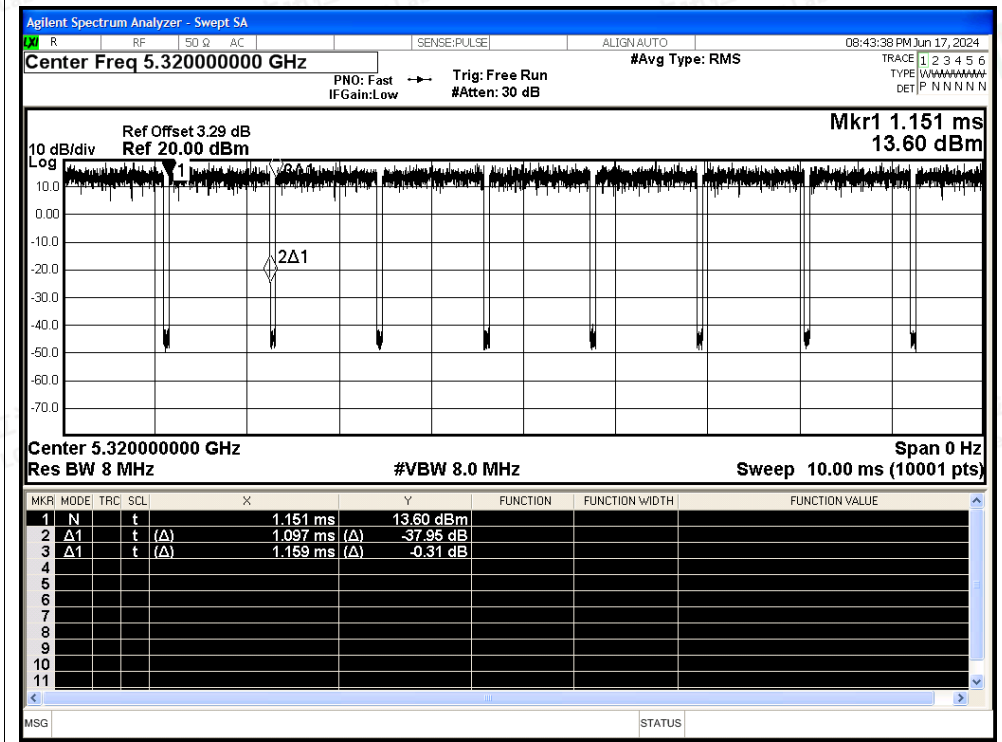 Agilent Spectrum Analyzer - Swept SA
LXI R RF 50 Ω AC SENSE:PULSE ALIGN AUTO 08:43:38 PM Jun 17, 2024
Center Freq 5.320000000 GHz #Avg Type: RMS TRACE 1 2 3 4 5 6
PNO: Fast Trig: Free Run TYPE WWWWWW
IFGain:Low #Atten: 30 dB DET P N N N N N
Mkr1 1.151 ms
Ref Offset 3.29 dB
10 dB/div Ref 20.00 dBm 13.60 dBm
Log
1
3Δ1
10.0
0.00
-10.0
2Δ1
-20.0
-30.0
-40.0
-50.0
-60.0
-70.0
Center 5.320000000 GHz Span 0 Hz
Res BW 8 MHz #VBW 8.0 MHz Sweep 10.00 ms (10001 pts)
MKR MODE TRC SCL X Y FUNCTION FUNCTION WIDTH FUNCTION VALUE
1 N t 1.151 ms 13.60 dBm
2 Δ1 t (Δ) 1.097 ms (Δ) -37.95 dB
3 Δ1 t (Δ) 1.159 ms (Δ) -0.31 dB
4
5
6
7
8
9
10
11
MSG STATUS